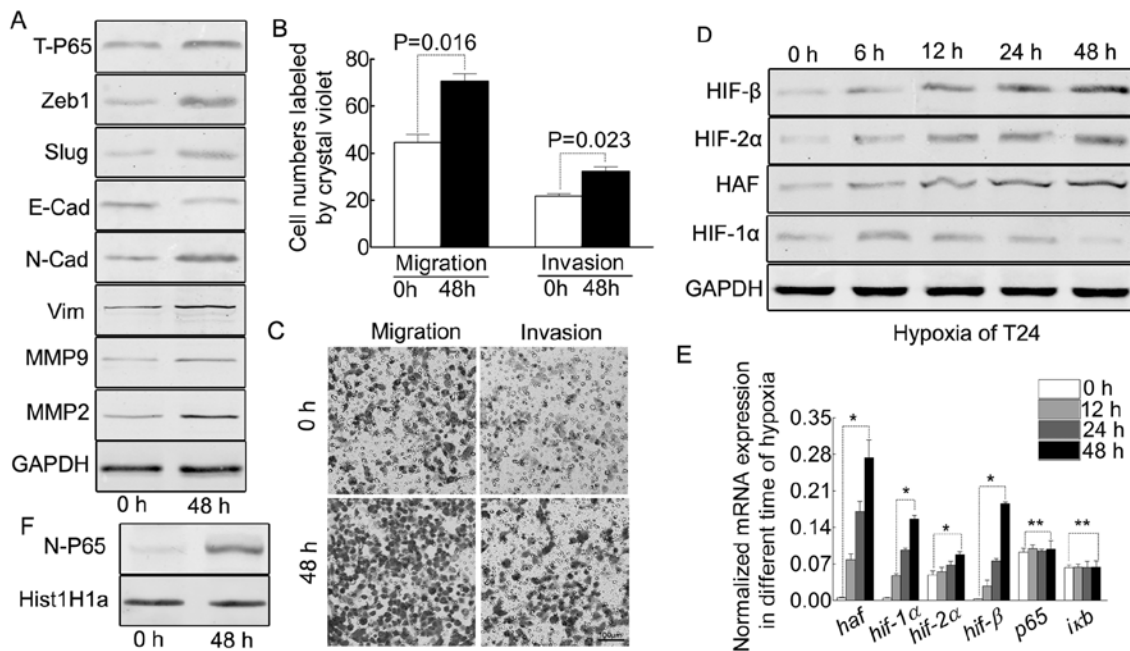 A
T-P65
Zeb1
Slug
E-Cad
N-Cad
Vim
MMP9
MMP2
GAPDH
0 h 48 h
B
Cell numbers labeled
by crystal violet
80
60
40
20
0
P=0.016
P=0.023
Migration Invasion
0h 48h 0h 48h
C
Migration Invasion
0 h
48 h
D
0 h 6 h 12 h 24 h 48 h
HIF-β
HIF-2α
HAF
HIF-1α
GAPDH
Hypoxia of T24
E
Normalized mRNA expression
in different time of hypoxia
0.35
0.28
0.21
0.14
0.07
0.00
0 h
12 h
24 h
48 h
* * * * ** **
haf hif-1α hif-2α hif-β p65 iκb
F
N-P65
Hist1H1a
0 h 48 h